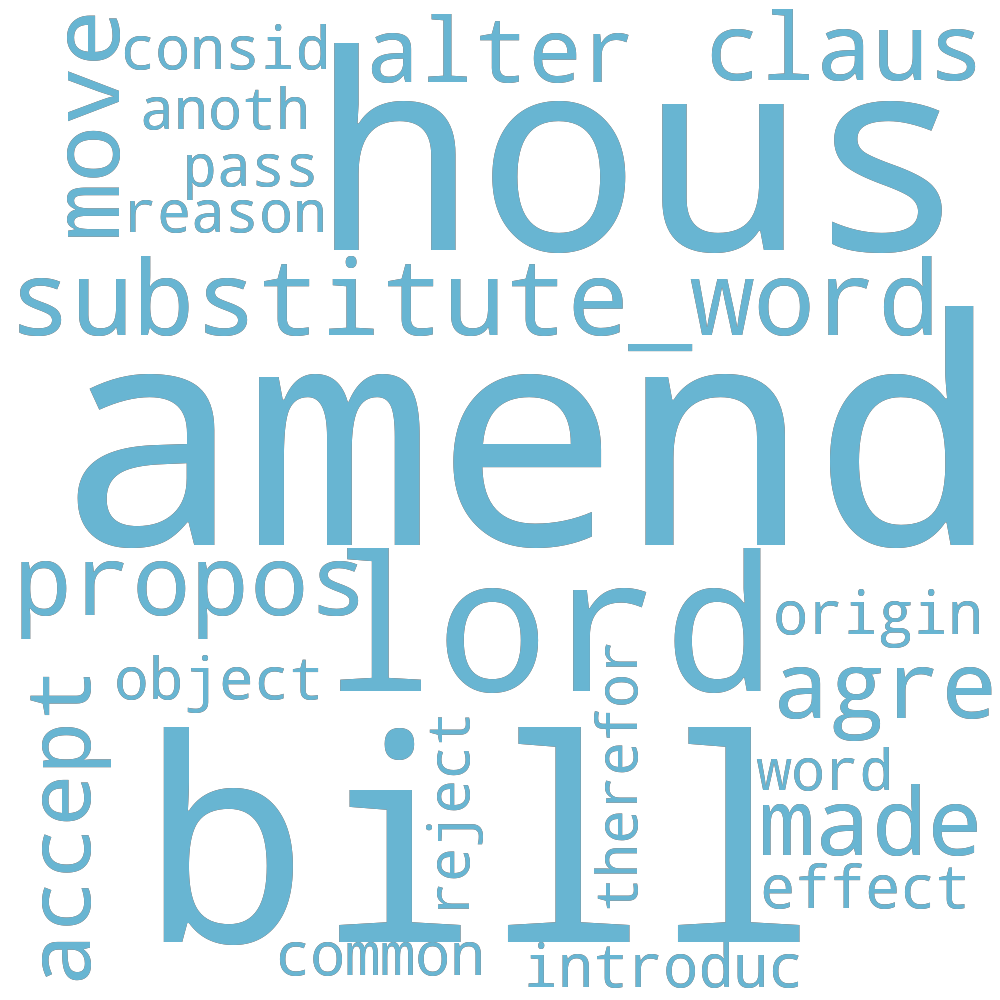 move
consid
alter
claus
anoth
hous
pass
reason
substitute_word
amend
propos
lord
origin
object
agre
accept
bill
reject
therefor
word
made
effect
common
introduc